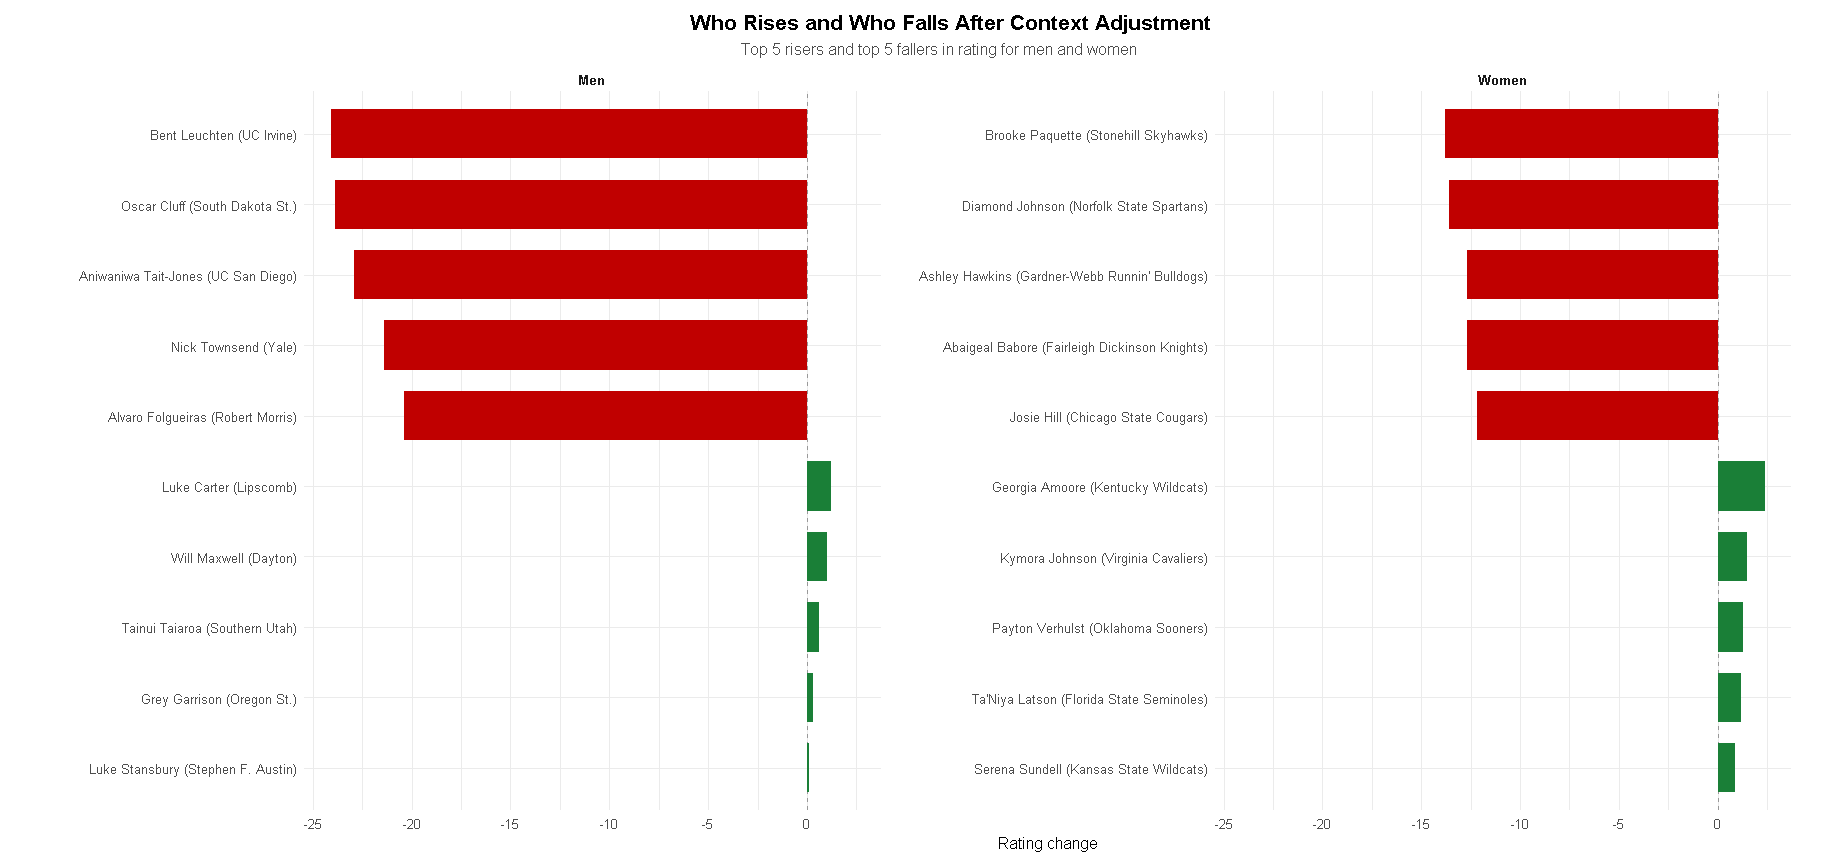 Who Rises and Who Falls After Context Adjustment
Top 5 risers and top 5 fallers in rating for men and women
Men
Bent Leuchten (UC Irvine)
Oscar Cluff (South Dakota St.)
Aniwaniwa Tait-Jones (UC San Diego)
Nick Townsend (Yale)
Alvaro Folgueiras (Robert Morris)
Luke Carter (Lipscomb)
Will Maxwell (Dayton)
Tainui Taiaroa (Southern Utah)
Grey Garrison (Oregon St.)
Luke Stansbury (Stephen F. Austin)
-25 -20 -15 -10 -5 0
Women
Brooke Paquette (Stonehill Skyhawks)
Diamond Johnson (Norfolk State Spartans)
Ashley Hawkins (Gardner-Webb Runnin' Bulldogs)
Abaigeal Babore (Fairleigh Dickinson Knights)
Josie Hill (Chicago State Cougars)
Georgia Amoore (Kentucky Wildcats)
Kymora Johnson (Virginia Cavaliers)
Payton Verhulst (Oklahoma Sooners)
Ta'Niya Latson (Florida State Seminoles)
Serena Sundell (Kansas State Wildcats)
-25 -20 -15 -10 -5 0
Rating change